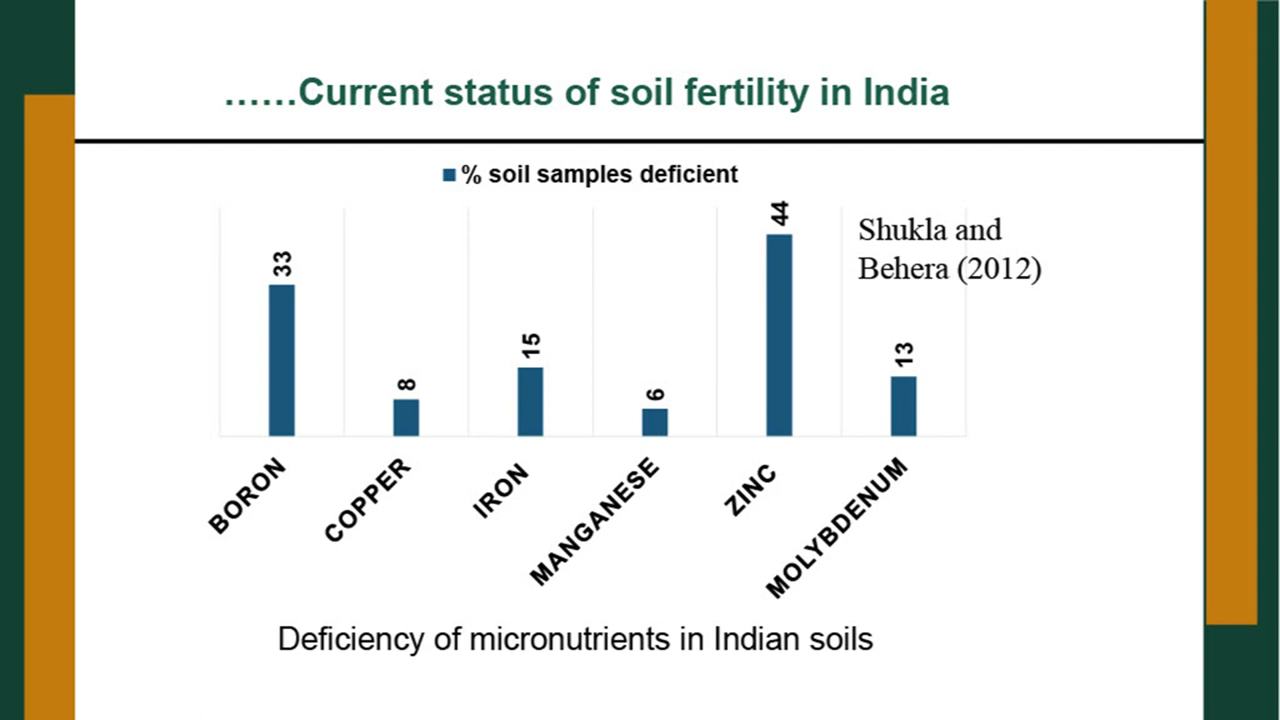 ......Current status of soil fertility in India
% soil samples deficient
Shukla and
Behera (2012)
33
8
15
6
44
13
BORON
COPPER
IRON
MANGANESE
ZINC
MOLYBDENUM
Deficiency of micronutrients in Indian soils